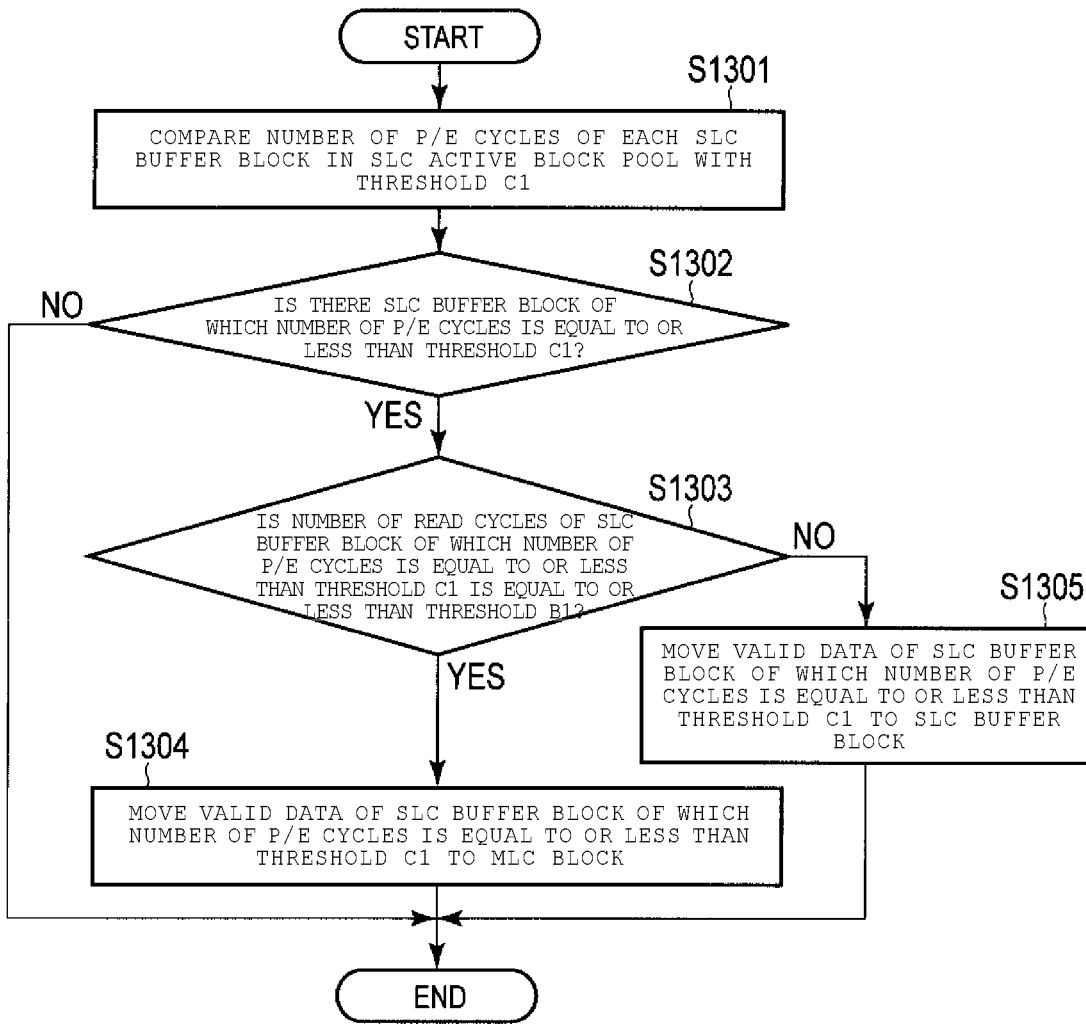 START
S1301
COMPARE NUMBER OF P/E CYCLES OF EACH SLC
BUFFER BLOCK IN SLC ACTIVE BLOCK POOL WITH
THRESHOLD C1
S1302
NO
IS THERE SLC BUFFER BLOCK OF
WHICH NUMBER OF P/E CYCLES IS EQUAL TO OR
LESS THAN THRESHOLD C1?
YES
S1303
IS NUMBER OF READ CYCLES OF SLC
BUFFER BLOCK OF WHICH NUMBER OF
P/E CYCLES IS EQUAL TO OR LESS
THAN THRESHOLD C1 IS EQUAL TO OR
LESS THAN THRESHOLD B1?
NO
YES
S1305
MOVE VALID DATA OF SLC BUFFER
BLOCK OF WHICH NUMBER OF P/E
CYCLES IS EQUAL TO OR LESS THAN
THRESHOLD C1 TO SLC BUFFER
BLOCK
S1304
MOVE VALID DATA OF SLC BUFFER BLOCK OF WHICH
NUMBER OF P/E CYCLES IS EQUAL TO OR LESS THAN
THRESHOLD C1 TO MLC BLOCK
END